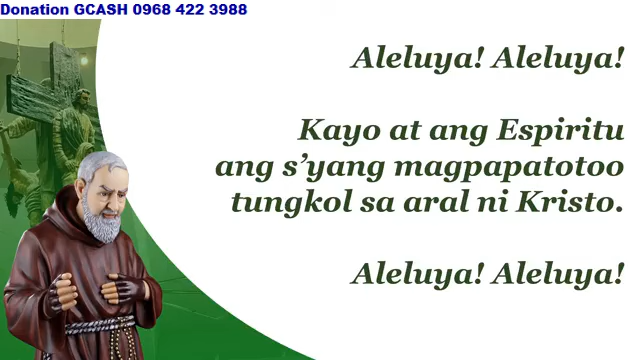 Donation GCASH 0968 422 3988
Aleluya! Aleluya!
Kayo at ang Espiritu
ang s’yang magpapatotoo
tungkol sa aral ni Kristo.
Aleluya! Aleluya!